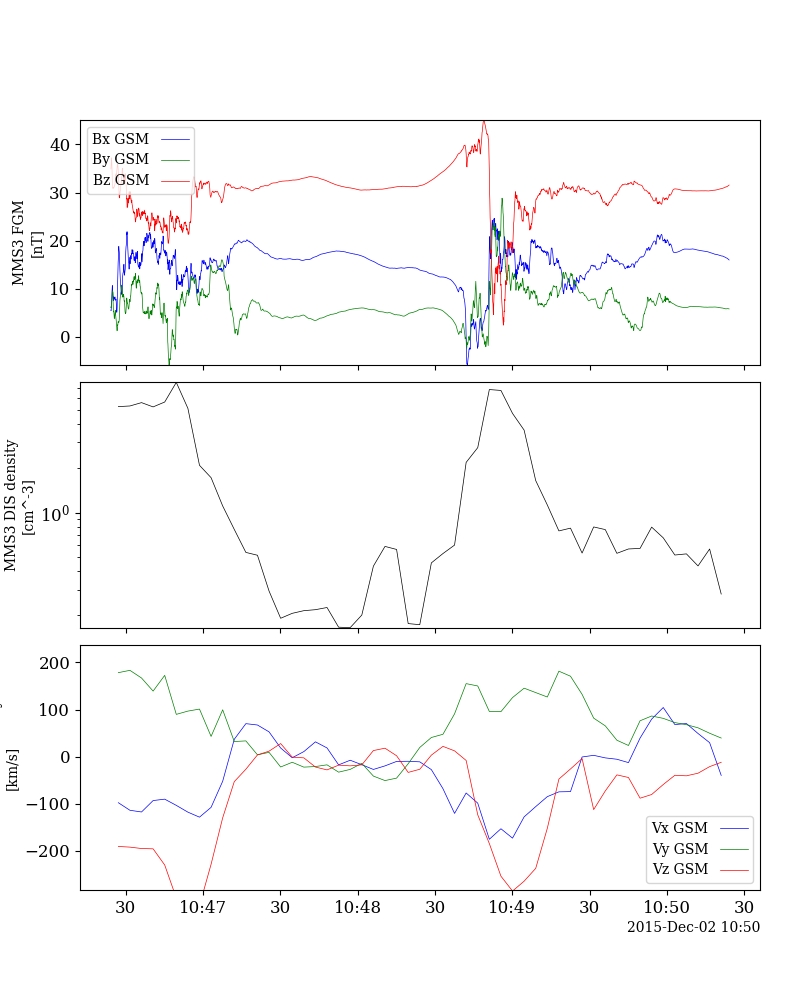 40
30
20
10
0
MMS3 FGM
[nT]
Bx GSM
By GSM
Bz GSM
10⁰
MMS3 DIS density
[cm^-3]
200
100
0
−100
−200
[km/s]
Vx GSM
Vy GSM
Vz GSM
30 10:47 30 10:48 30 10:49 30 10:50 30
2015-Dec-02 10:50